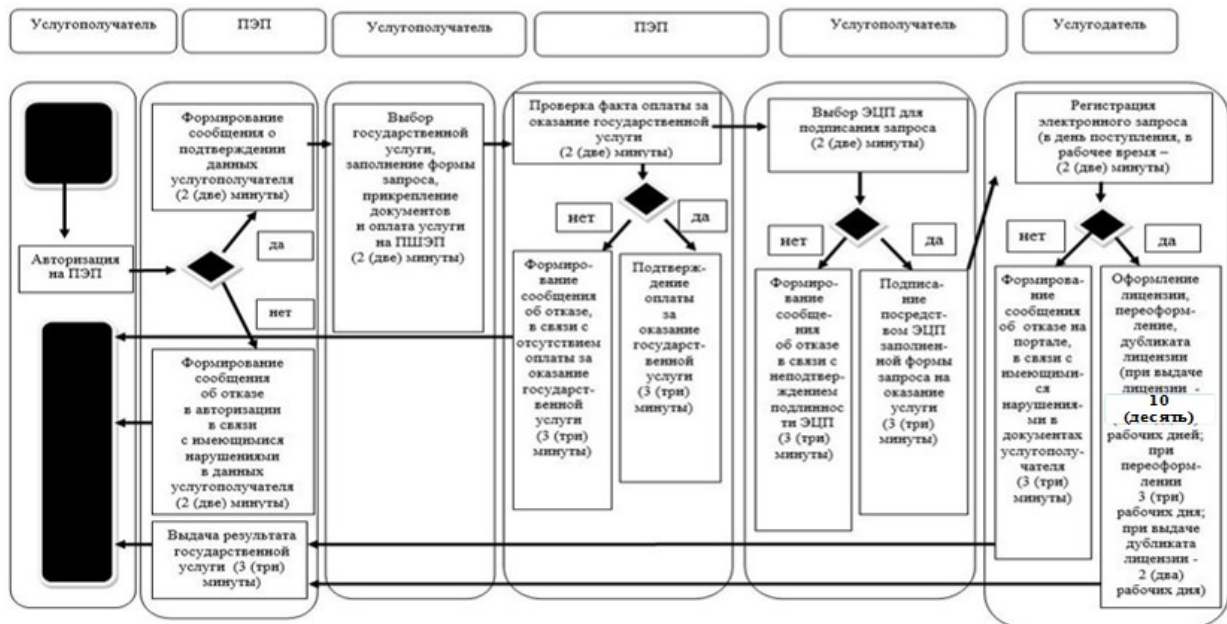 Услугополучатель
ПЭП
Услугополучатель
ПЭП
Услугополучатель
Услугодатель
Авторизация
на ПЭП
Формирование
сообщения о
подтверждении
данных
услугополучателя
(2 (две) минуты)
да
нет
Формирование
сообщения
об отказе
в авторизации
в связи
с имеющимися
нарушениями
в данных
услугополучателя
(2 (две) минуты)
Выдача результата
государственной
услуги (3 (три)
минуты)
Выбор
государственной
услуги,
заполнение формы
запроса,
прикрепление
документов
и оплата услуги
на ПШЭП
(2 (две) минуты)
Проверка факта оплаты за
оказание государственной
услуги
(2 (две) минуты)
нет
да
Формиро-
вание
сообщения
об отказе,
в связи с
отсутствием
оплаты за
оказание
государст-
венной
услуги
(3 (три)
минуты)
Подтверж-
дение
оплаты
за
оказание
государст-
венной
услуги
(3 (три)
минуты)
Выбор ЭЦП для
подписания запроса
(2 (две) минуты)
нет
да
Формиро-
вание
сообще-
ния
об отказе
в связи с
неподтвер-
ждением
подлиннос
ти ЭЦП
(3 (три)
минуты)
Подписа-
ние
посредст-
вом ЭЦП
заполнен-
ной формы
запроса на
оказание
услуги
(3 (три)
минуты)
Регистрация
электронного запроса
(в день поступления, в
рабочее время –
(2 (две) минуты)
нет
да
Формирова-
ние
сообщения
об отказе на
портале,
в связи с
имеющими-
ся
нарушения-
ми в
документах
услугополу-
чателя
(3 (три)
минуты)
Оформление
лицензии,
переоформ-
ление,
дубликата
лицензии
(при выдаче
лицензии -
10
(десять)
рабочих дней;
при
переоформ-
лении
3 (три)
рабочих дня;
при выдаче
дубликата
лицензии -
2 (два)
рабочих дня)